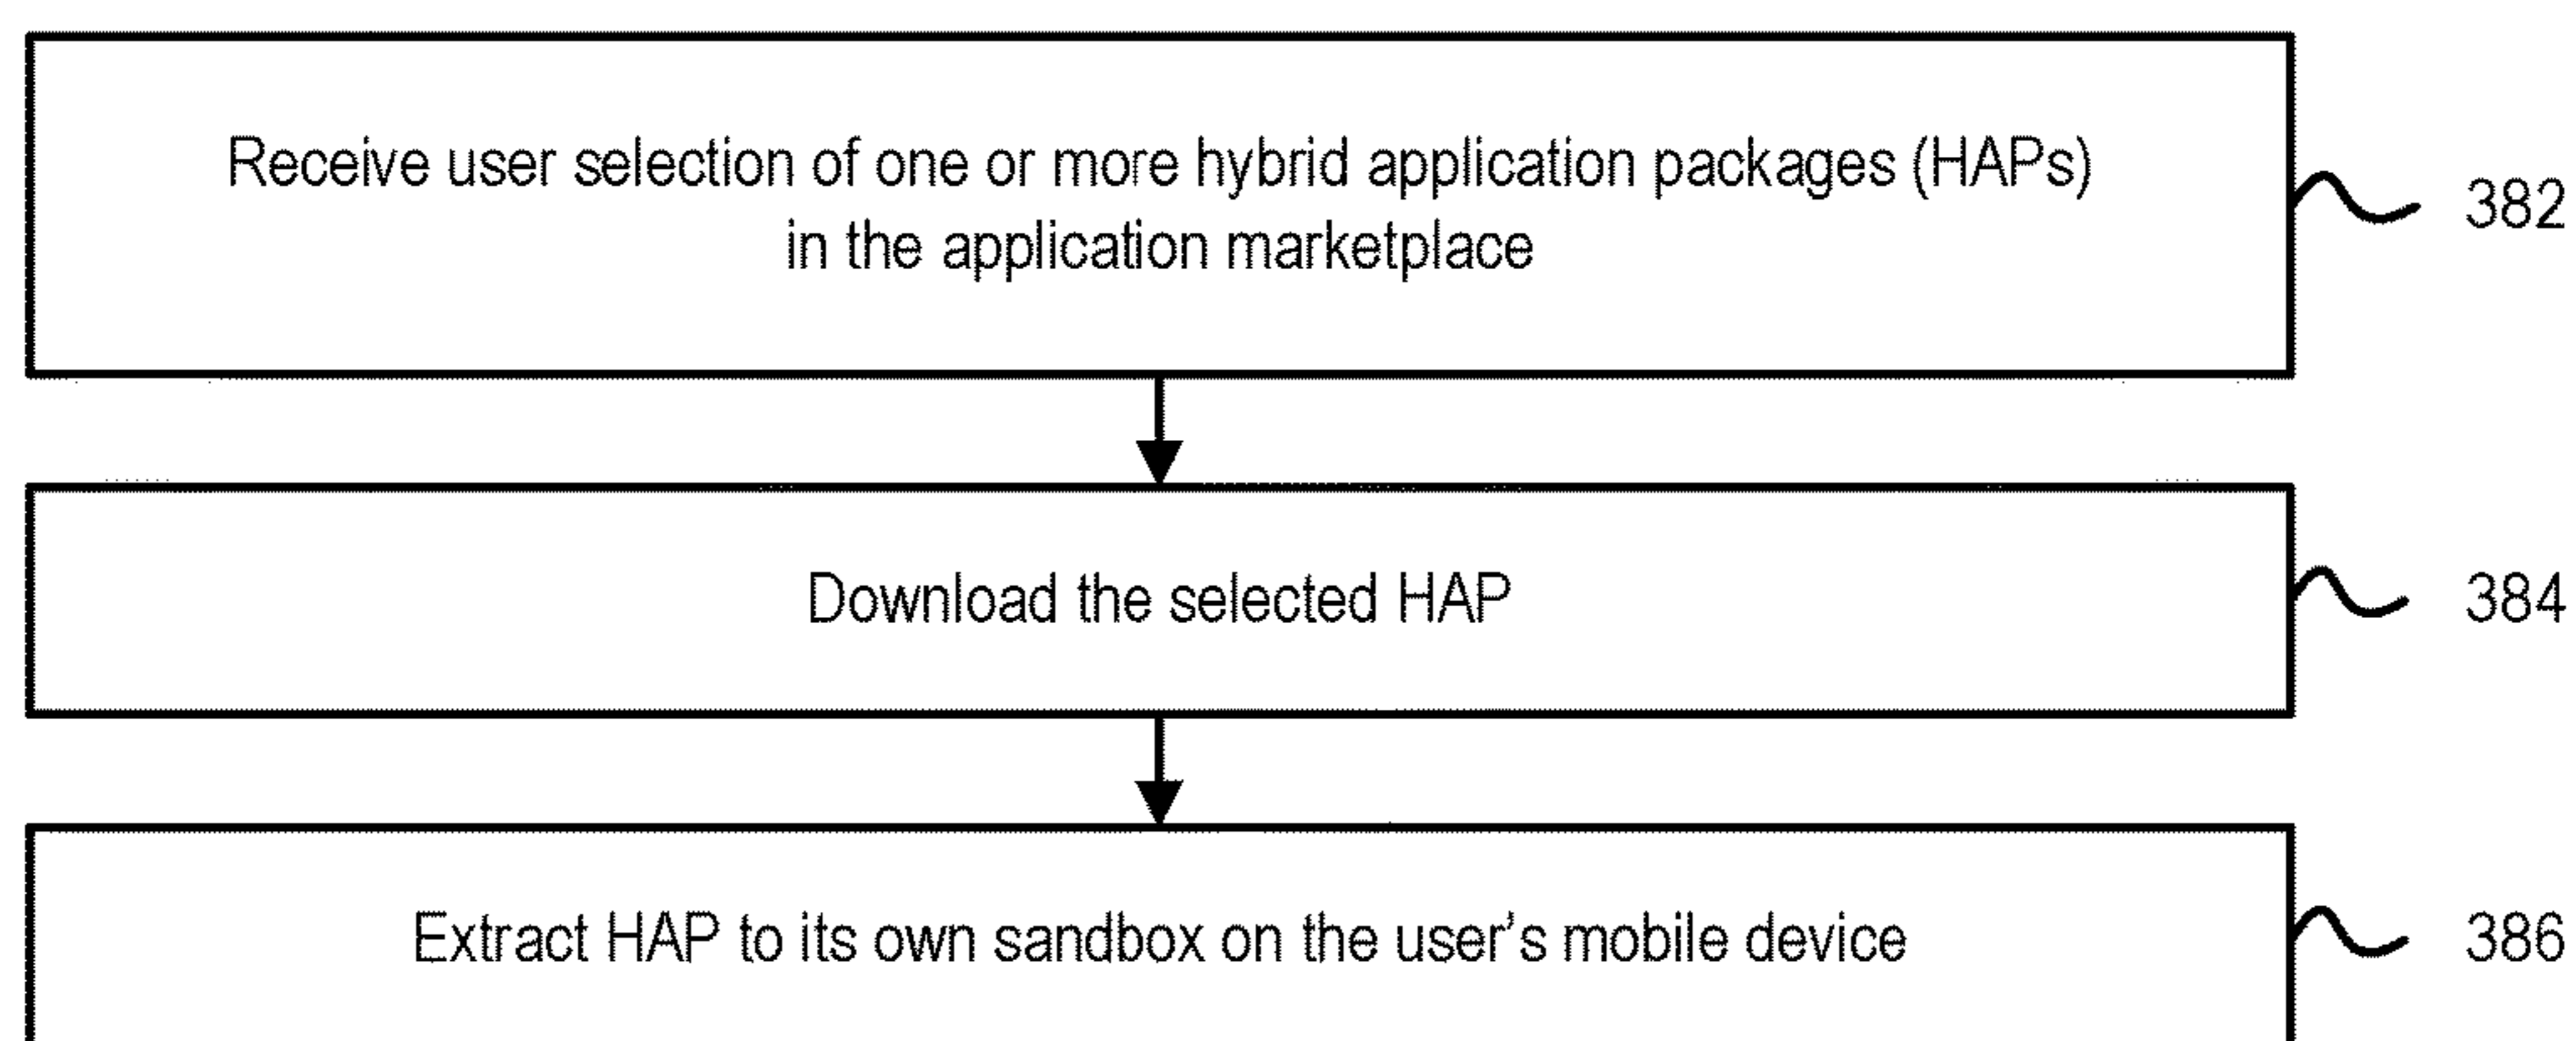 Receive user selection of one or more hybrid application packages (HAPs)
in the application marketplace
382
Download the selected HAP
384
Extract HAP to its own sandbox on the user's mobile device
386